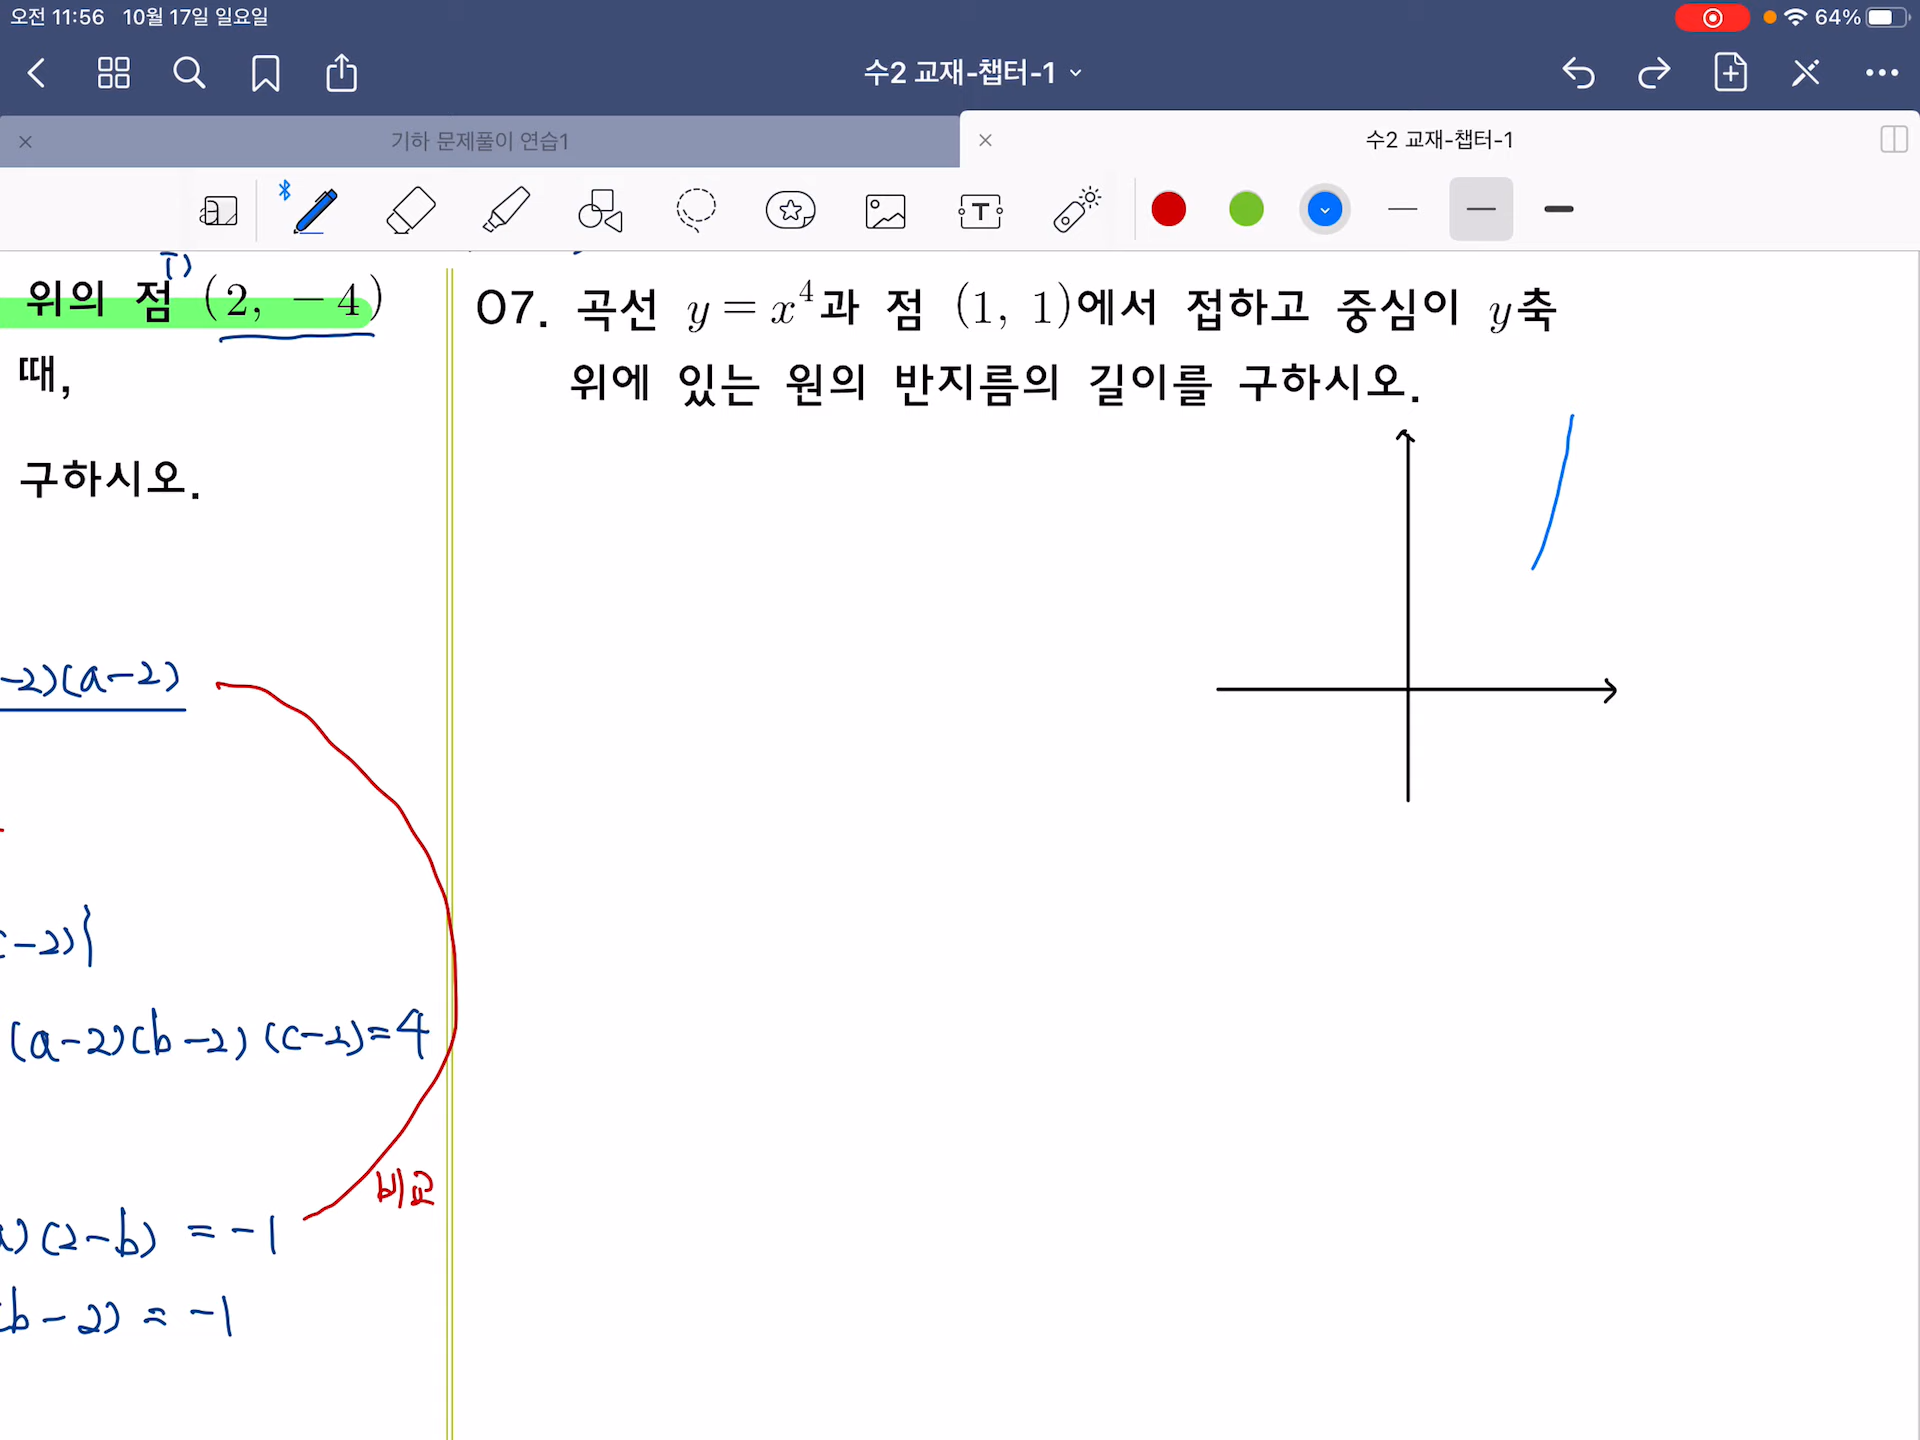 오전 11:56 10월 17일 일요일
64%
수2 교재-챕터-1
기하 문제풀이 연습1
수2 교재-챕터-1
위의 점 (2, -4)
때,
구하시오.
-2)(a-2)
-2)}
(a-2)(b-2)(c-2)=4
비교
(2-b) = -1
b-2) = -1
07. 곡선 y = x⁴과 점 (1, 1)에서 접하고 중심이 y축
위에 있는 원의 반지름의 길이를 구하시오.